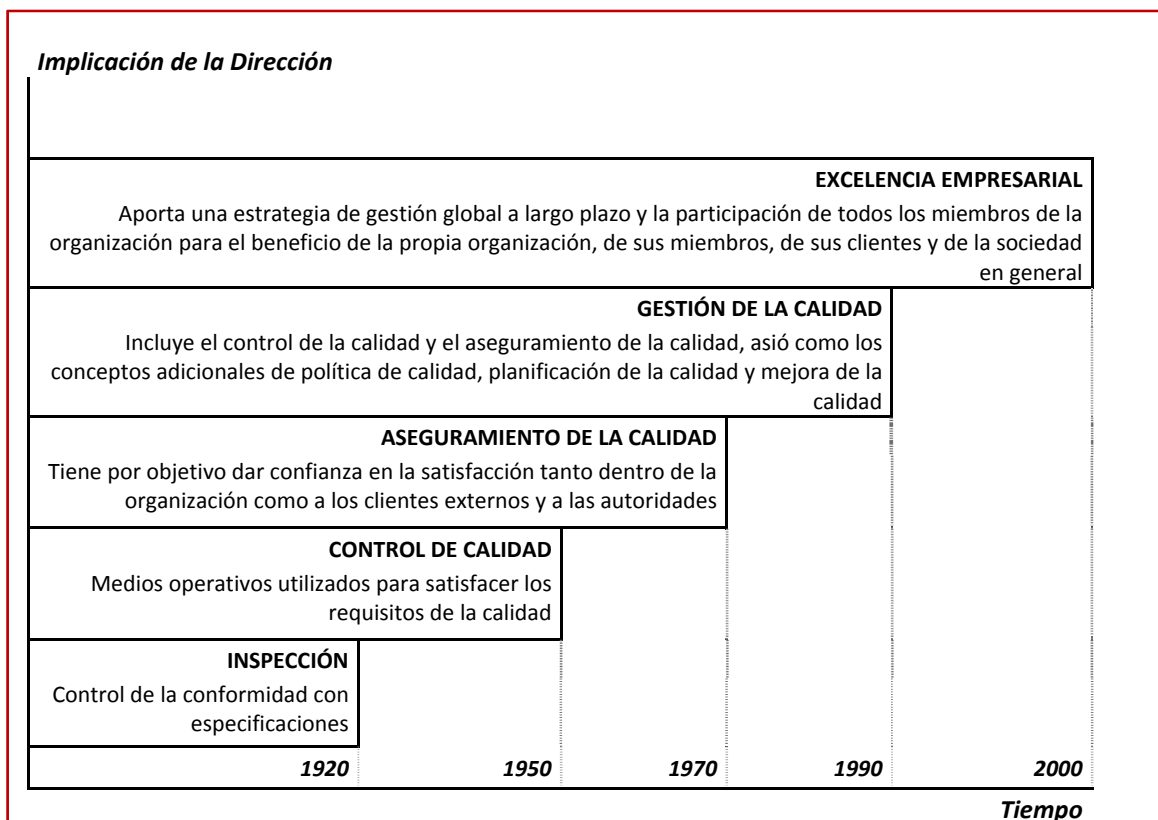 Implicación de la Dirección
EXCELENCIA EMPRESARIAL
Aporta una estrategia de gestión global a largo plazo y la participación de todos los miembros de la
organización para el beneficio de la propia organización, de sus miembros, de sus clientes y de la sociedad
en general
GESTIÓN DE LA CALIDAD
Incluye el control de la calidad y el aseguramiento de la calidad, asió como los
conceptos adicionales de política de calidad, planificación de la calidad y mejora de la
calidad
ASEGURAMIENTO DE LA CALIDAD
Tiene por objetivo dar confianza en la satisfacción tanto dentro de la
organización como a los clientes externos y a las autoridades
CONTROL DE CALIDAD
Medios operativos utilizados para satisfacer los
requisitos de la calidad
INSPECCIÓN
Control de la conformidad con
especificaciones
1920 1950 1970 1990 2000
Tiempo